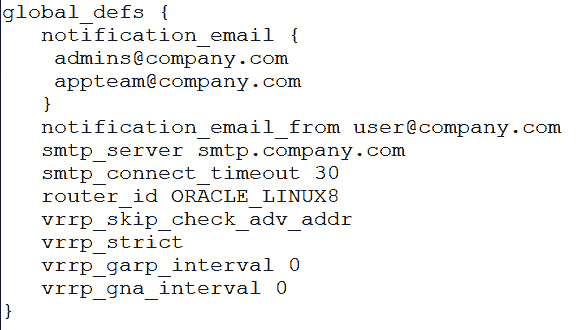 global_defs {
   notification_email {
    admins@company.com
    appteam@company.com
   }
   notification_email_from user@company.com
   smtp_server smtp.company.com
   smtp_connect_timeout 30
   router_id ORACLE_LINUX8
   vrrp_skip_check_adv_addr
   vrrp_strict
   vrrp_garp_interval 0
   vrrp_gna_interval 0
}